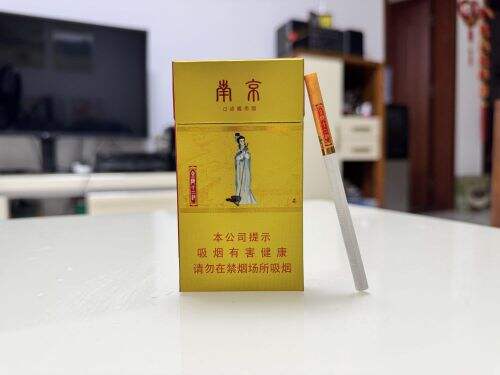 南京
本公司提示
吸烟有害健康
请勿在禁烟场所吸烟